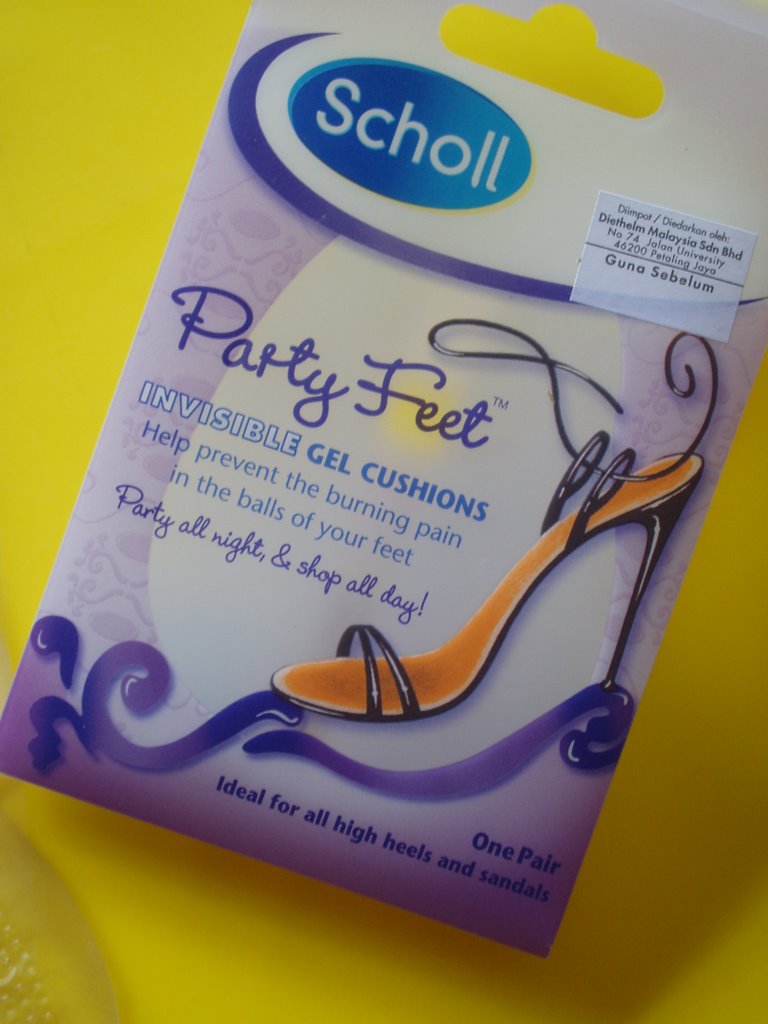 Scholl
Diimpot / Diedarkan oleh:
Diethelm Malaysia Sdn Bhd
No 74 Jalan University
46200 Petaling Jaya
Guna Sebelum
Party Feet™
INVISIBLE GEL CUSHIONS
Help prevent the burning pain
in the balls of your feet
Party all night, & shop all day!
One Pair
Ideal for all high heels and sandals